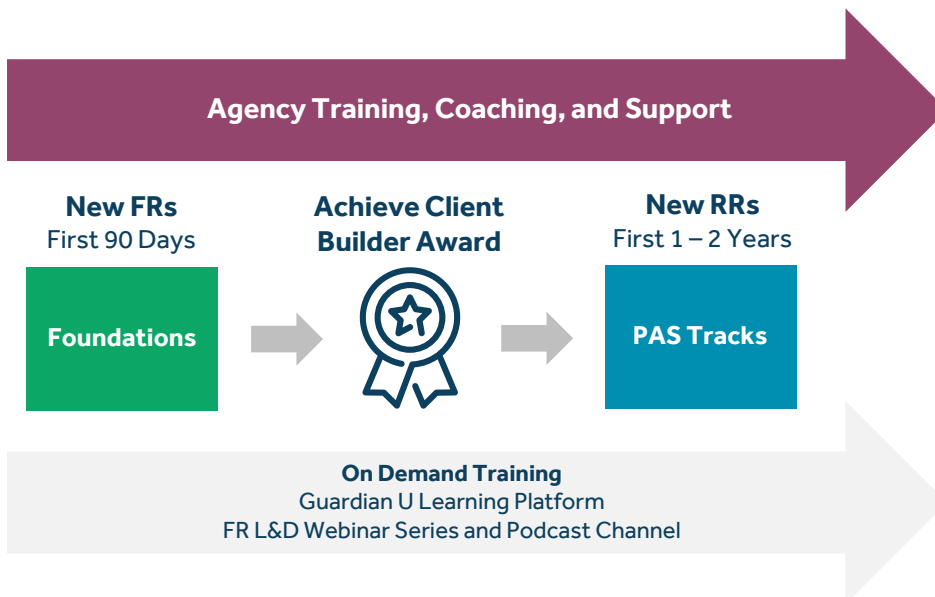 Agency Training, Coaching, and Support
New FRs
First 90 Days
Foundations
Achieve Client
Builder Award
New RRs
First 1 – 2 Years
PAS Tracks
On Demand Training
Guardian U Learning Platform
FR L&D Webinar Series and Podcast Channel